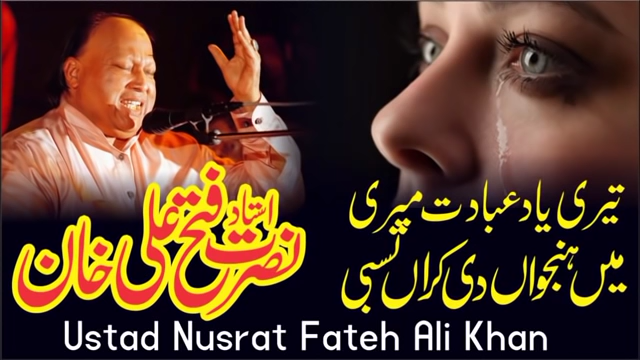 استاد
نصرت فتح علی خان
تیری یاد عبادت میری
میں ہنجواں دی کراں تسبی
Ustad Nusrat Fateh Ali Khan